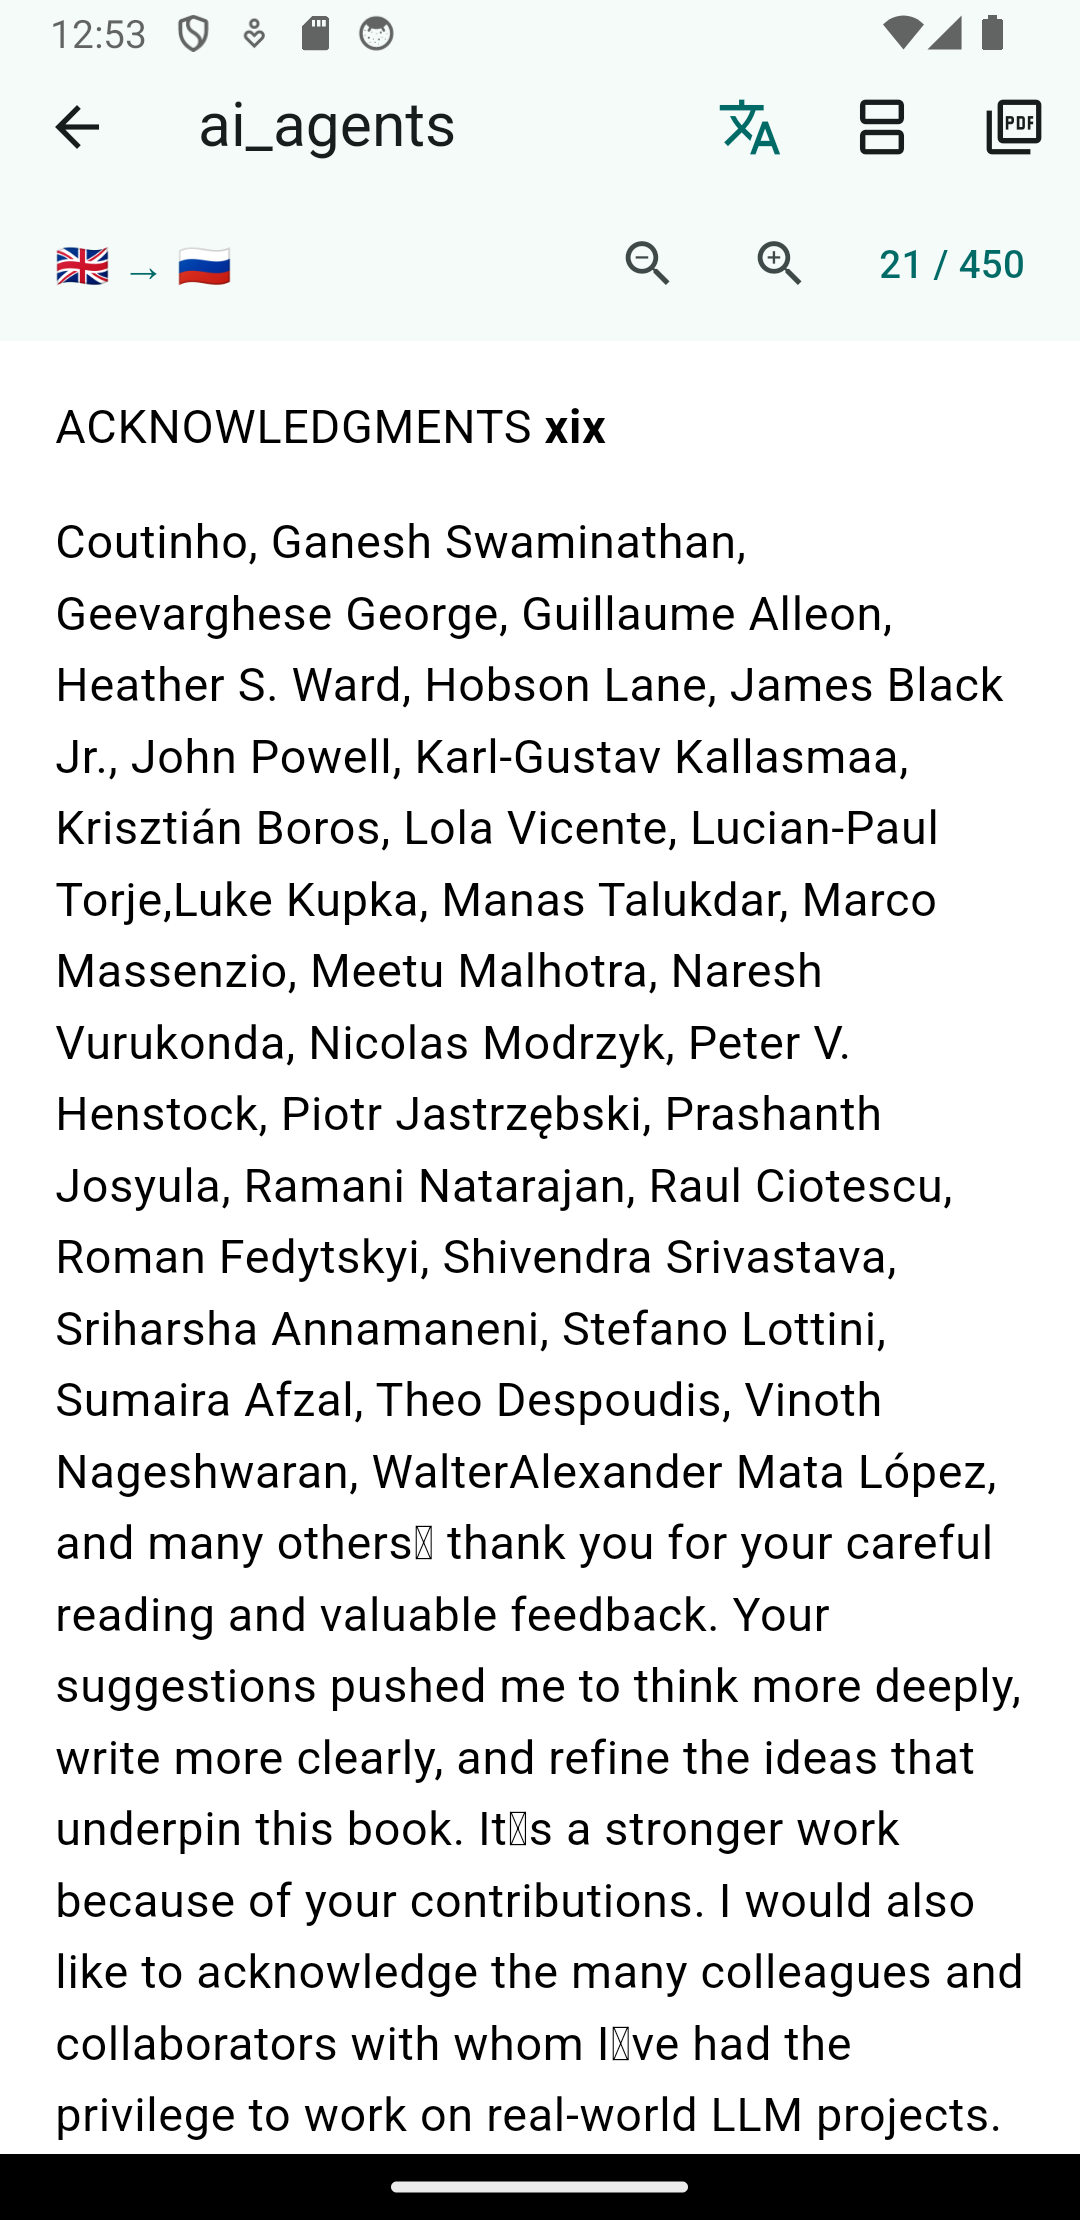 12:53
ai_agents
PDF
→
21 / 450
ACKNOWLEDGMENTS xix
Coutinho, Ganesh Swaminathan,
Geevarghese George, Guillaume Alleon,
Heather S. Ward, Hobson Lane, James Black
Jr., John Powell, Karl-Gustav Kallasmaa,
Krisztián Boros, Lola Vicente, Lucian-Paul
Torje,Luke Kupka, Manas Talukdar, Marco
Massenzio, Meetu Malhotra, Naresh
Vurukonda, Nicolas Modrzyk, Peter V.
Henstock, Piotr Jastrzębski, Prashanth
Josyula, Ramani Natarajan, Raul Ciotescu,
Roman Fedytskyi, Shivendra Srivastava,
Sriharsha Annamaneni, Stefano Lottini,
Sumaira Afzal, Theo Despoudis, Vinoth
Nageshwaran, WalterAlexander Mata López,
and many others􀀀 thank you for your careful
reading and valuable feedback. Your
suggestions pushed me to think more deeply,
write more clearly, and refine the ideas that
underpin this book. It􀀀s a stronger work
because of your contributions. I would also
like to acknowledge the many colleagues and
collaborators with whom I􀀀ve had the
privilege to work on real-world LLM projects.